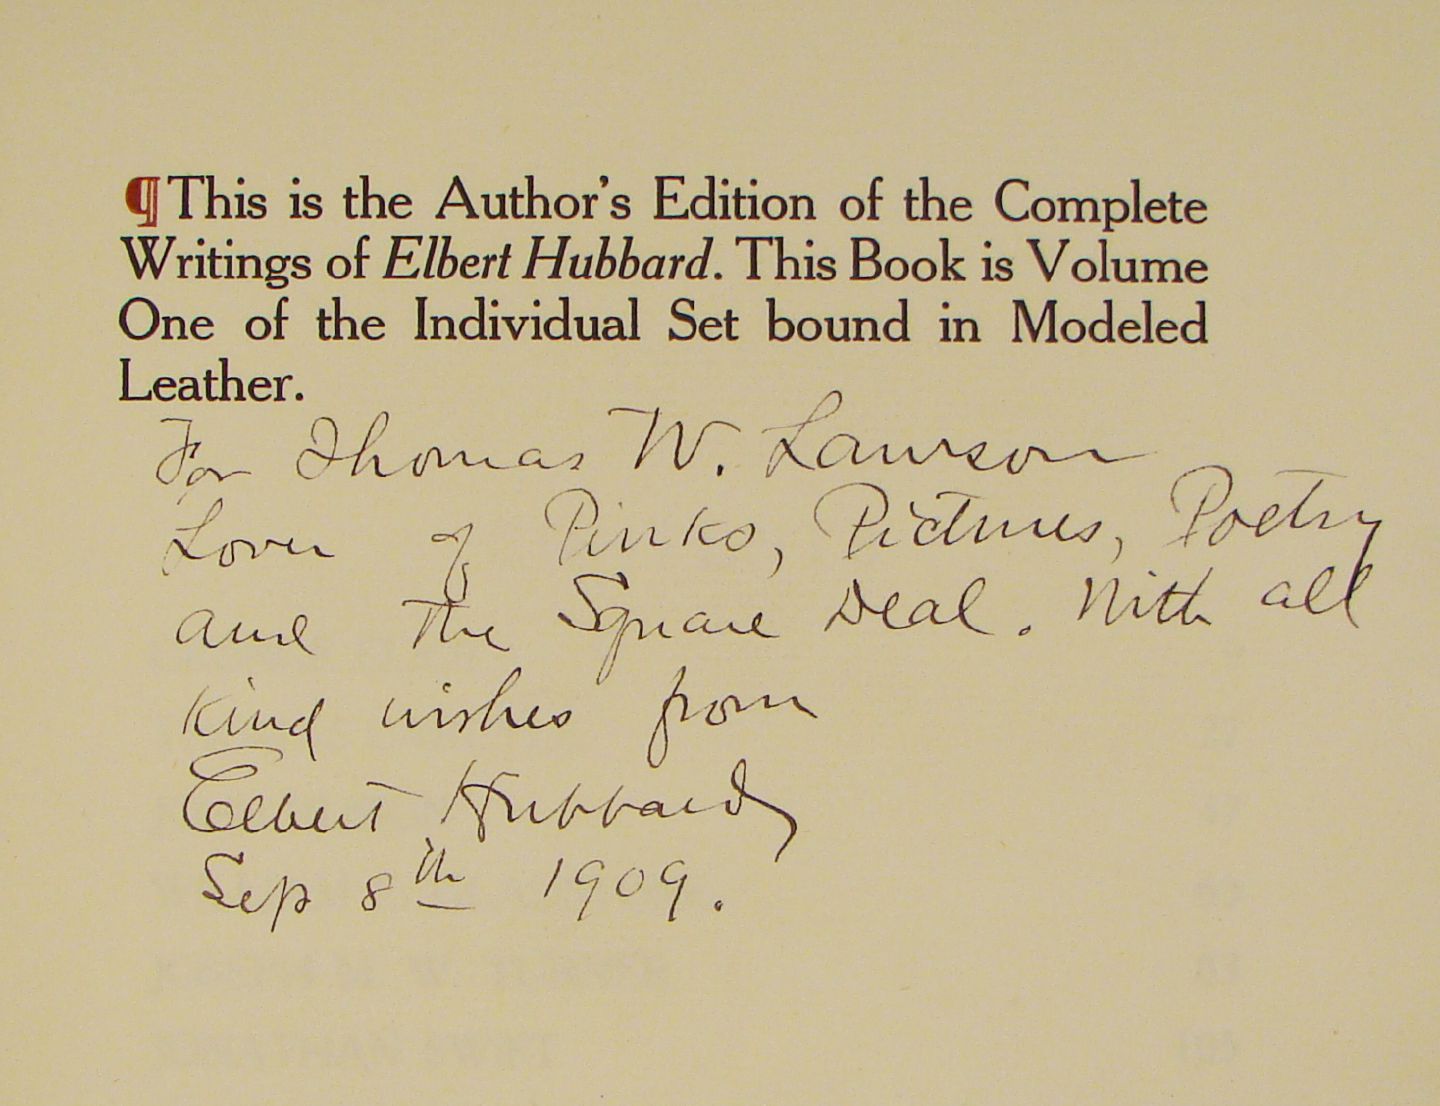 ¶This is the Author's Edition of the Complete
Writings of Elbert Hubbard. This Book is Volume
One of the Individual Set bound in Modeled
Leather.
For Thomas W. Lawson
Lover of Pinks, Pictures, Poetry
and The Square Deal. With all
kind wishes from
Elbert Hubbard
Sep 8th 1909.